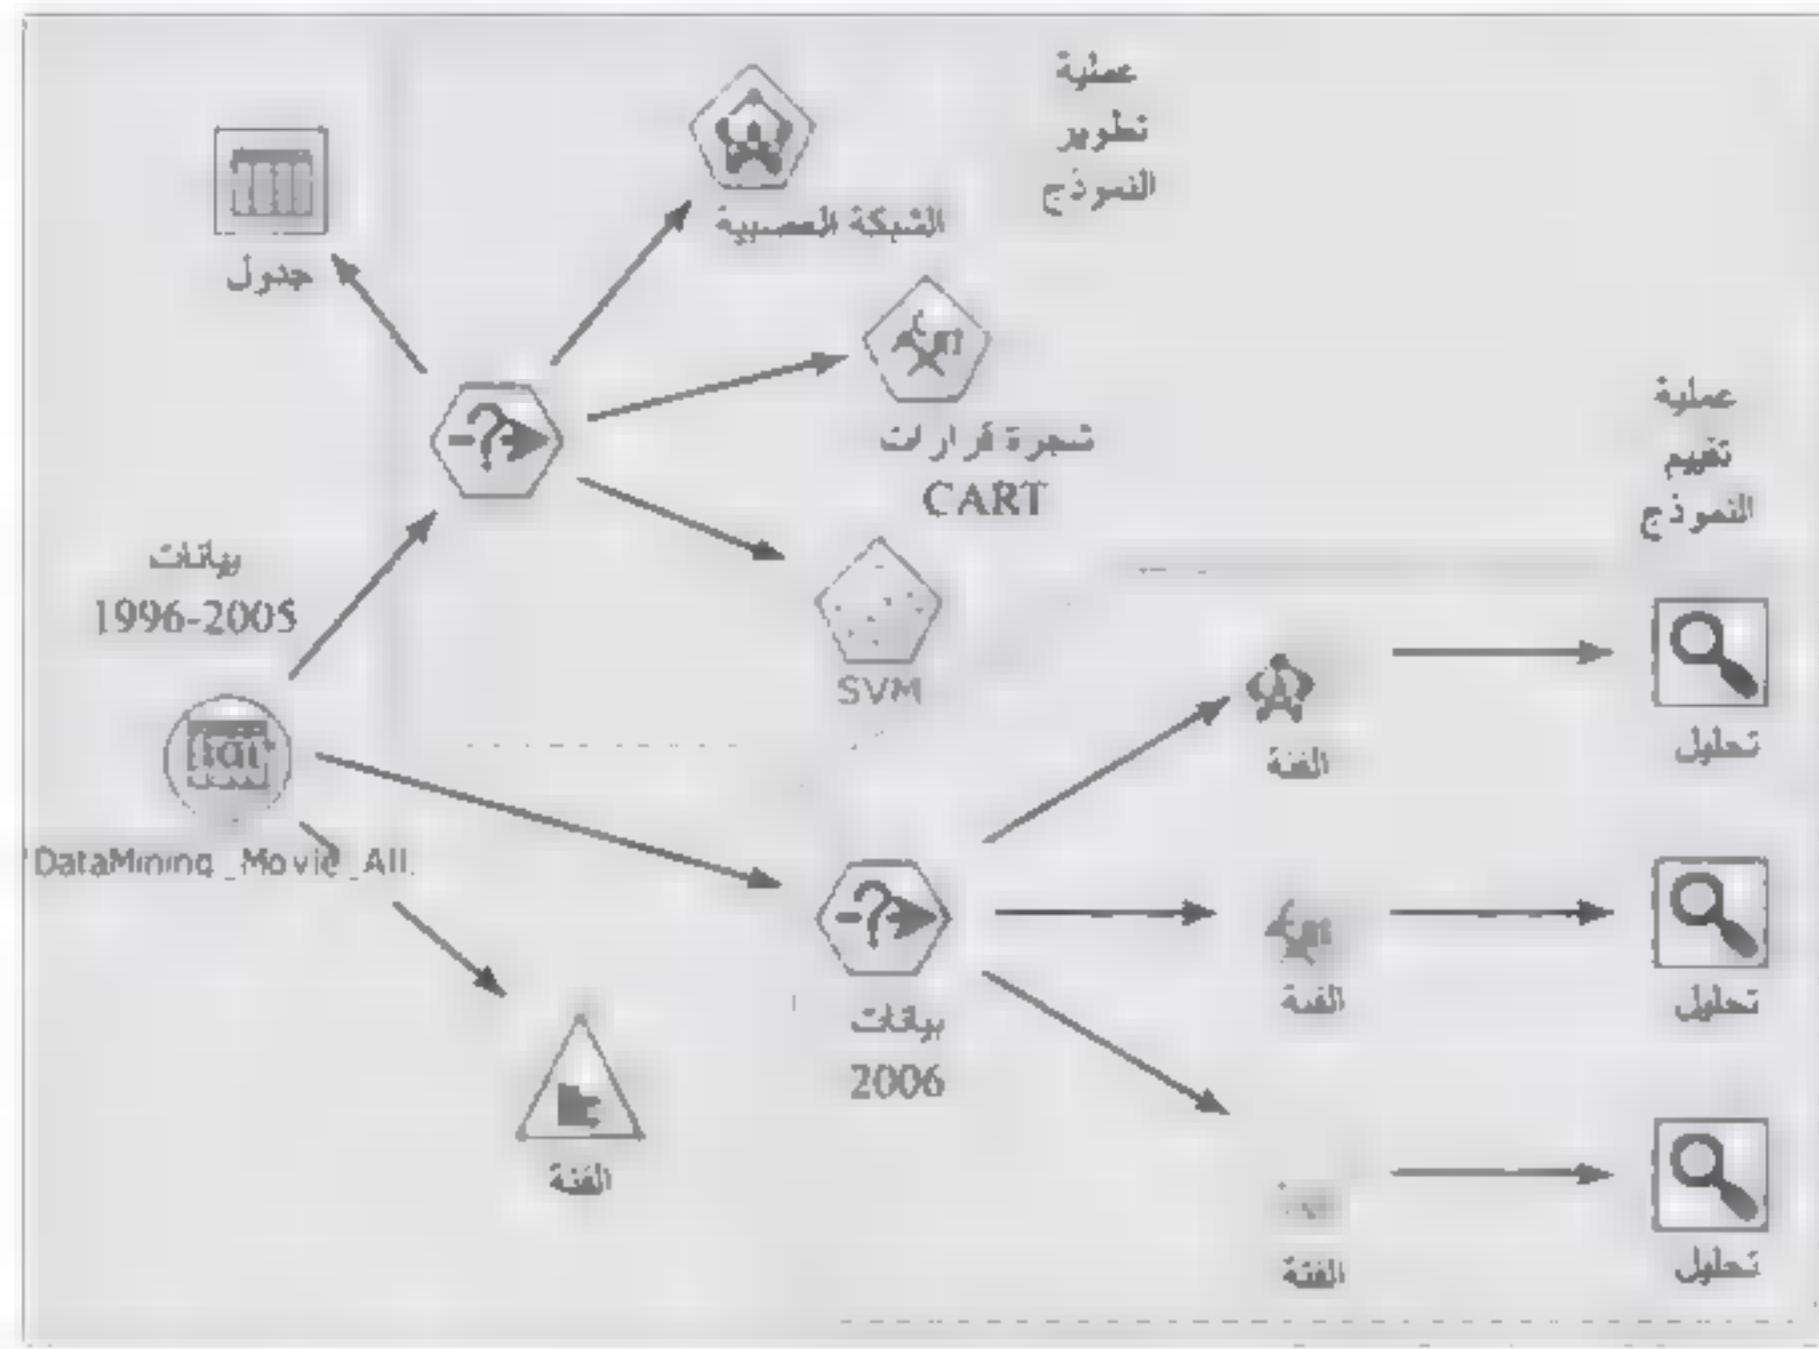 عملية
تطوير
النموذج
الشبكة العصبية
جدول
شجرة قرارات
CART
عملية
تقييم
النموذج
بيانات
1996-2005
SVM
الفئة
تحليل
DataMining_Movie_All
الفئة
تحليل
بيانات
2006
الفئة
الفئة
تحليل